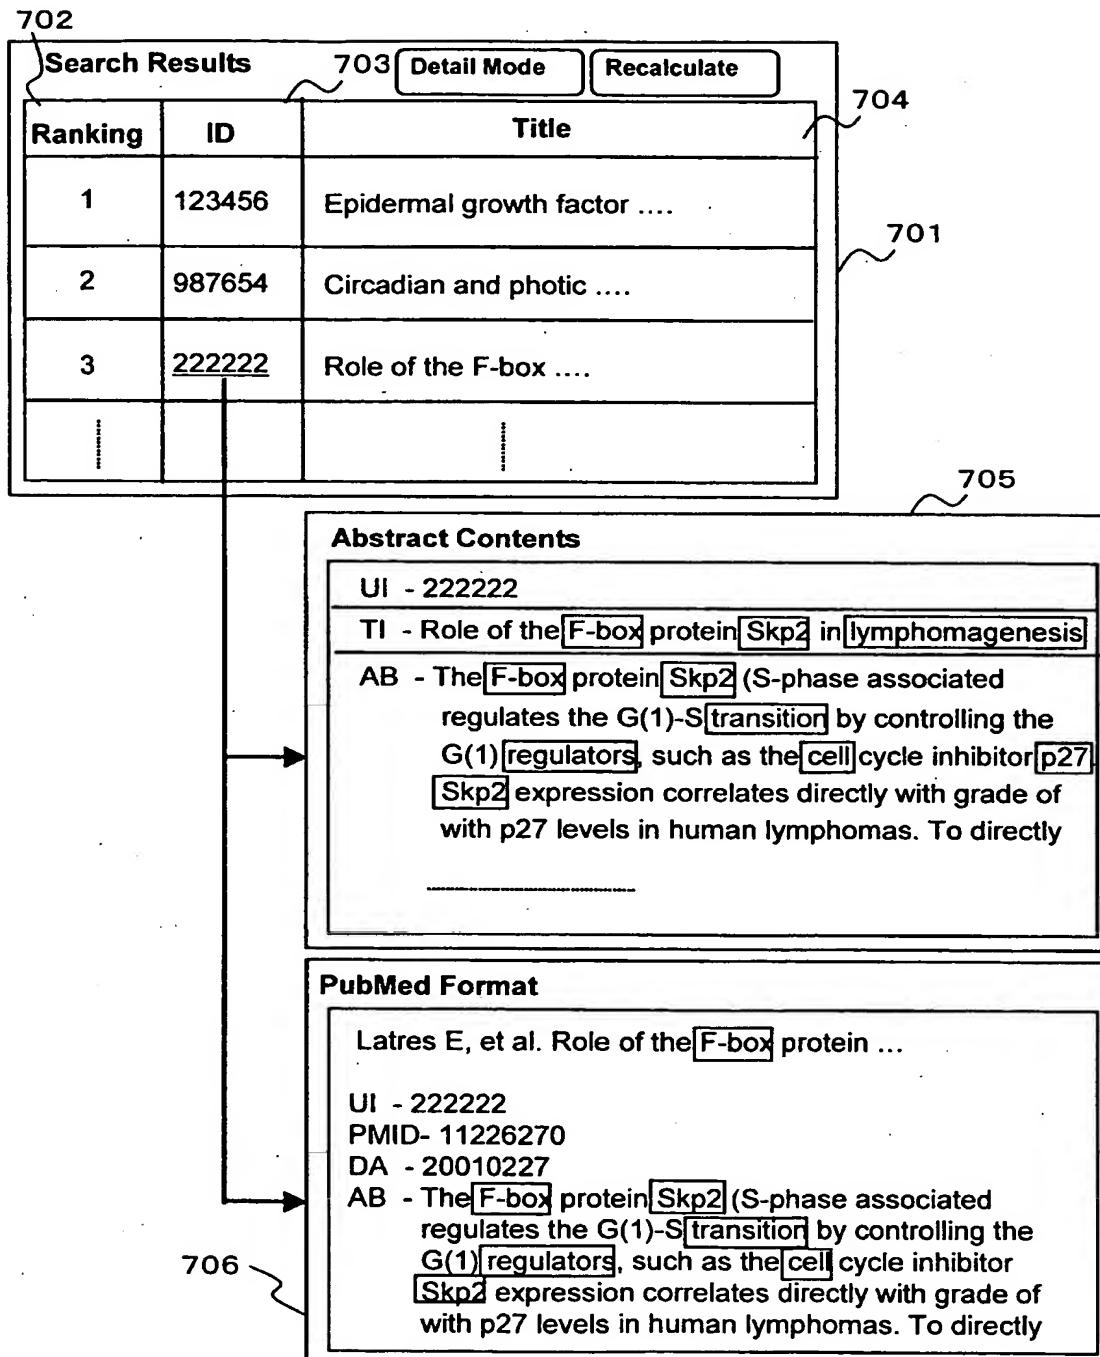 702
Search Results 703 Detail Mode Recalculate
704
Ranking ID Title
1 123456 Epidermal growth factor ....
701
2 987654 Circadian and photic ....
3 222222 Role of the F-box ....
705
Abstract Contents
UI - 222222
TI - Role of the F-box protein Skp2 in lymphomagenesis
AB - The F-box protein Skp2 (S-phase associated
regulates the G(1)-S transition by controlling the
G(1) regulators, such as the cell cycle inhibitor p27.
Skp2 expression correlates directly with grade of
with p27 levels in human lymphomas. To directly
PubMed Format
Latres E, et al. Role of the F-box protein ...
UI - 222222
PMID- 11226270
DA - 20010227
AB - The F-box protein Skp2 (S-phase associated
regulates the G(1)-S transition by controlling the
G(1) regulators, such as the cell cycle inhibitor
706
Skp2 expression correlates directly with grade of
with p27 levels in human lymphomas. To directly